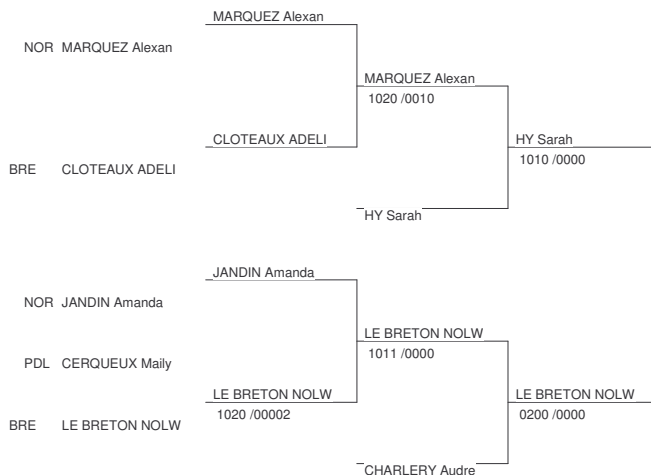 MARQUEZ Alexan
NOR MARQUEZ Alexan
MARQUEZ Alexan
1020 /0010
CLOTEAUX ADELI
HY Sarah
BRE CLOTEAUX ADELI
1010 /0000
HY Sarah
JANDIN Amanda
NOR JANDIN Amanda
LE BRETON NOLW
1011 /0000
PDL CERQUEUX Maily
LE BRETON NOLW
LE BRETON NOLW
1020 /00002
0200 /0000
BRE LE BRETON NOLW
CHARLERY Audre